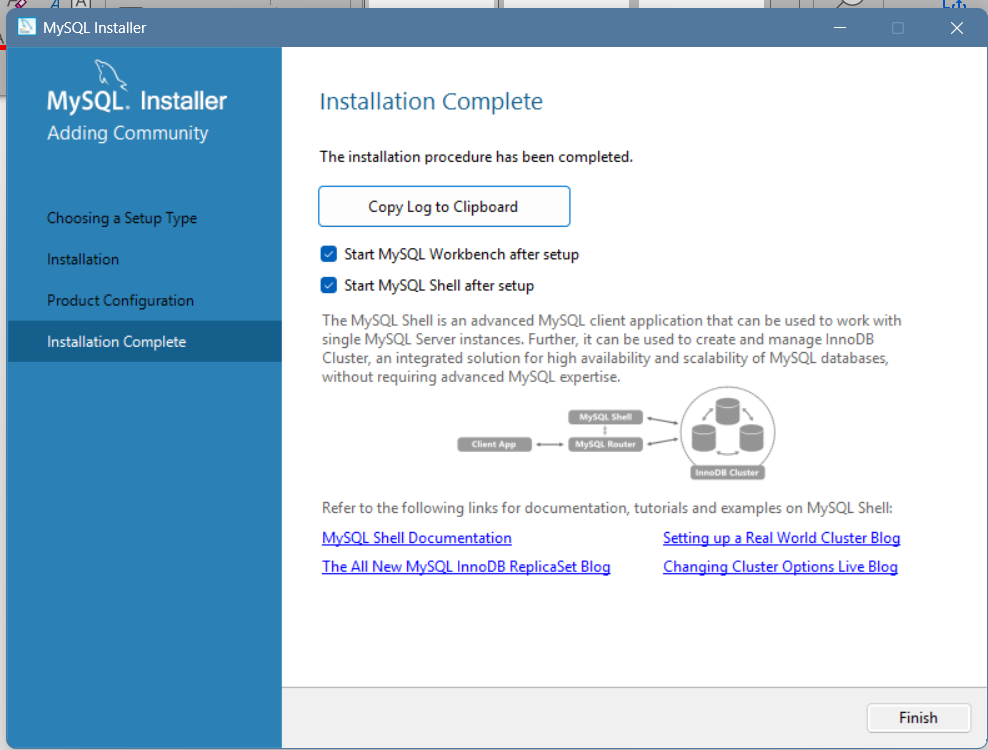 MySQL Installer
MySQL. Installer
Adding Community
Choosing a Setup Type
Installation
Product Configuration
Installation Complete
Installation Complete
The installation procedure has been completed.
Copy Log to Clipboard
Start MySQL Workbench after setup
Start MySQL Shell after setup
The MySQL Shell is an advanced MySQL client application that can be used to work with
single MySQL Server instances. Further, it can be used to create and manage InnoDB
Cluster, an integrated solution for high availability and scalability of MySQL databases,
without requiring advanced MySQL expertise.
MySQL Shell
Client App
MySQL Router
InnoDB Cluster
Refer to the following links for documentation, tutorials and examples on MySQL Shell:
MySQL Shell Documentation
Setting up a Real World Cluster Blog
The All New MySQL InnoDB ReplicaSet Blog
Changing Cluster Options Live Blog
Finish